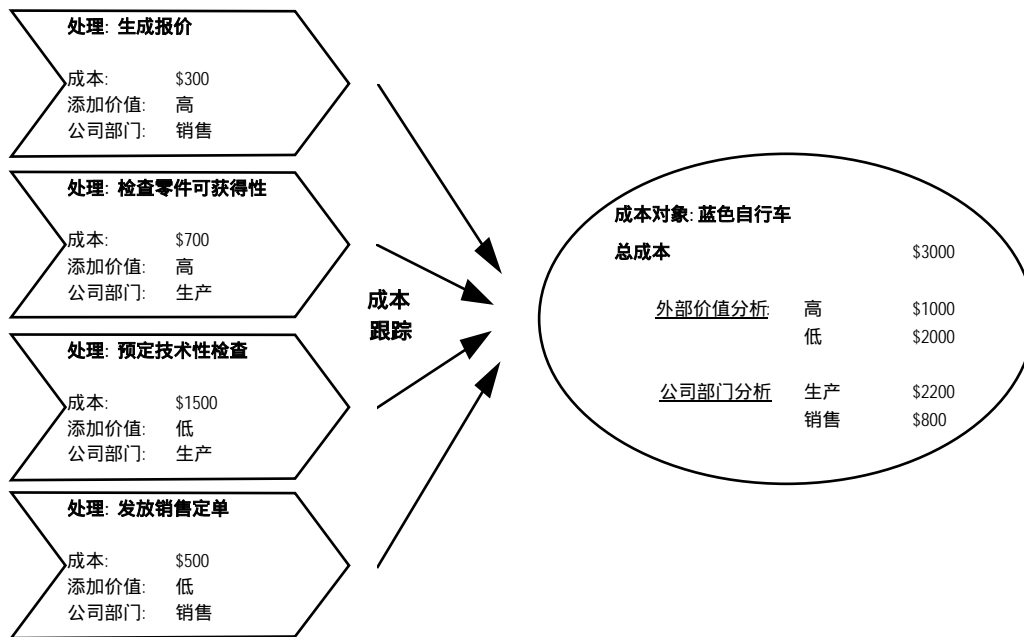 处理: 生成报价
成本: $300
添加价值: 高
公司部门: 销售
处理: 检查零件可获得性
成本: $700
添加价值: 高
公司部门: 生产
处理: 预定技术性检查
成本: $1500
添加价值: 低
公司部门: 生产
处理: 发放销售定单
成本: $500
添加价值: 低
公司部门: 销售
成本
跟踪
成本对象: 蓝色自行车
总成本 $3000
外部价值分析: 高 $1000
低 $2000
公司部门分析 生产 $2200
销售 $800